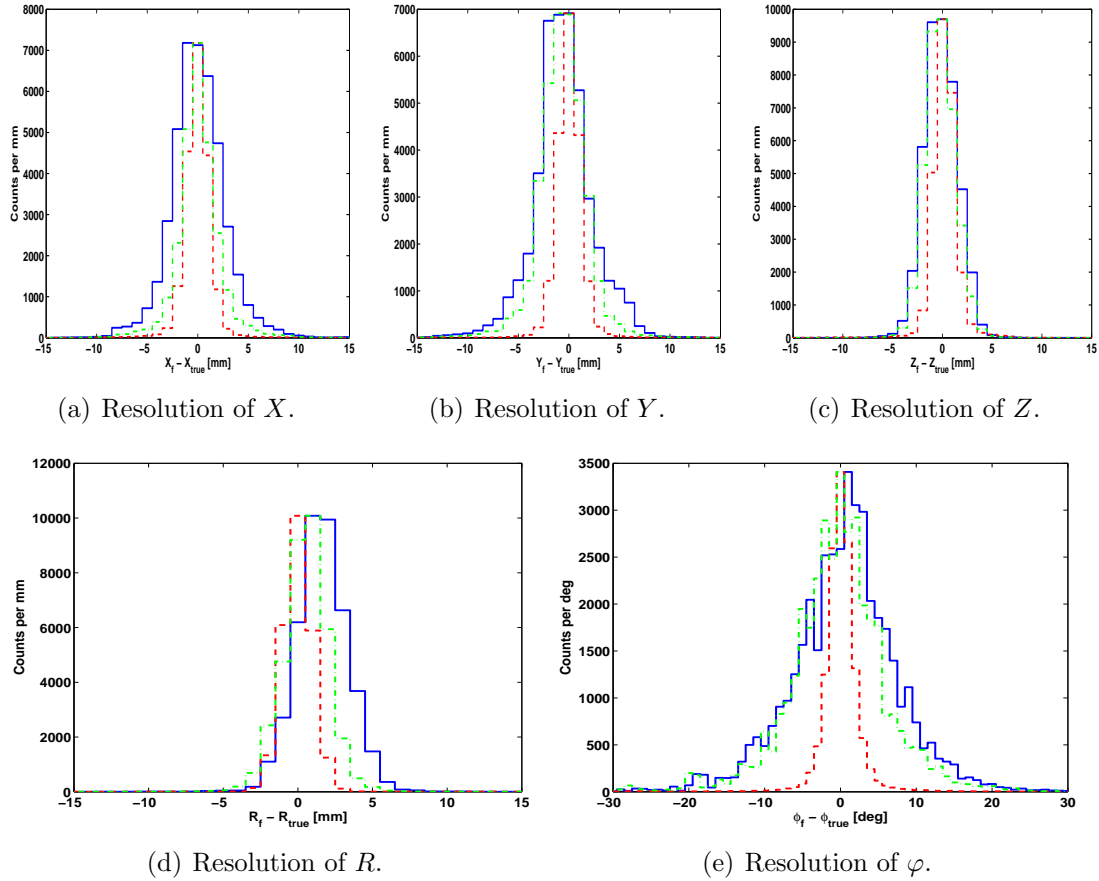 8000
7000
6000
5000
4000
3000
2000
1000
0
−15 −10 −5 0 5 10 15
Counts per mm
X_f − X_true [mm]
(a) Resolution of X.
7000
6000
5000
4000
3000
2000
1000
0
−15 −10 −5 0 5 10 15
Counts per mm
Y_f − Y_true [mm]
(b) Resolution of Y.
10000
9000
8000
7000
6000
5000
4000
3000
2000
1000
0
−15 −10 −5 0 5 10 15
Counts per mm
Z_f − Z_true [mm]
(c) Resolution of Z.
12000
10000
8000
6000
4000
2000
0
−15 −10 −5 0 5 10 15
Counts per mm
R_f − R_true [mm]
(d) Resolution of R.
3500
3000
2500
2000
1500
1000
500
0
−30 −20 −10 0 10 20 30
Counts per deg
ϕ_f − ϕ_true [deg]
(e) Resolution of φ.